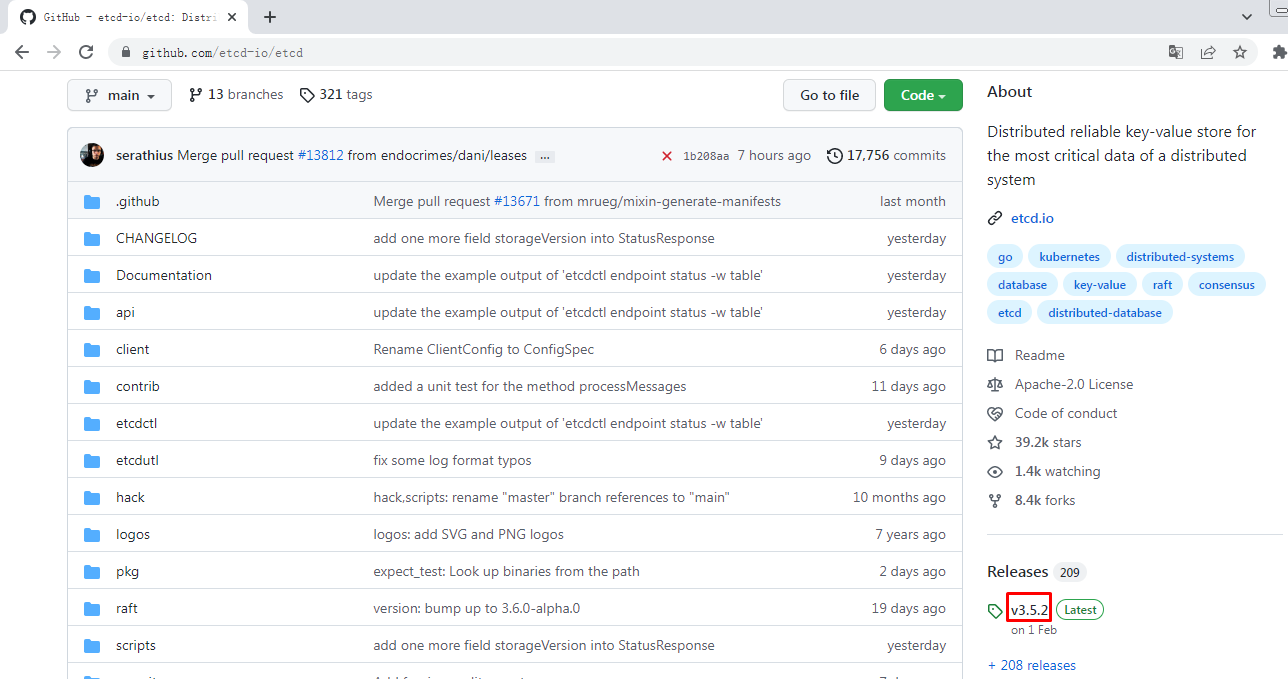 GitHub - etcd-io/etcd: Distri
github.com/etcd-io/etcd
main
13 branches
321 tags
Go to file
Code
serathius Merge pull request #13812 from endocrimes/dani/leases ...
1b208aa 7 hours ago
17,756 commits
.github Merge pull request #13671 from mrueg/mixin-generate-manifests last month
CHANGELOG add one more field storageVersion into StatusResponse yesterday
Documentation update the example output of 'etcdctl endpoint status -w table' yesterday
api update the example output of 'etcdctl endpoint status -w table' yesterday
client Rename ClientConfig to ConfigSpec 6 days ago
contrib added a unit test for the method processMessages 11 days ago
etcdctl update the example output of 'etcdctl endpoint status -w table' yesterday
etcdutl fix some log format typos 9 days ago
hack hack,scripts: rename "master" branch references to "main" 10 months ago
logos logos: add SVG and PNG logos 7 years ago
pkg expect_test: Look up binaries from the path 2 days ago
raft version: bump up to 3.6.0-alpha.0 19 days ago
scripts add one more field storageVersion into StatusResponse yesterday
About
Distributed reliable key-value store for
the most critical data of a distributed
system
etcd.io
go kubernetes distributed-systems
database key-value raft consensus
etcd distributed-database
Readme
Apache-2.0 License
Code of conduct
39.2k stars
1.4k watching
8.4k forks
Releases 209
v3.5.2 Latest
on 1 Feb
+ 208 releases